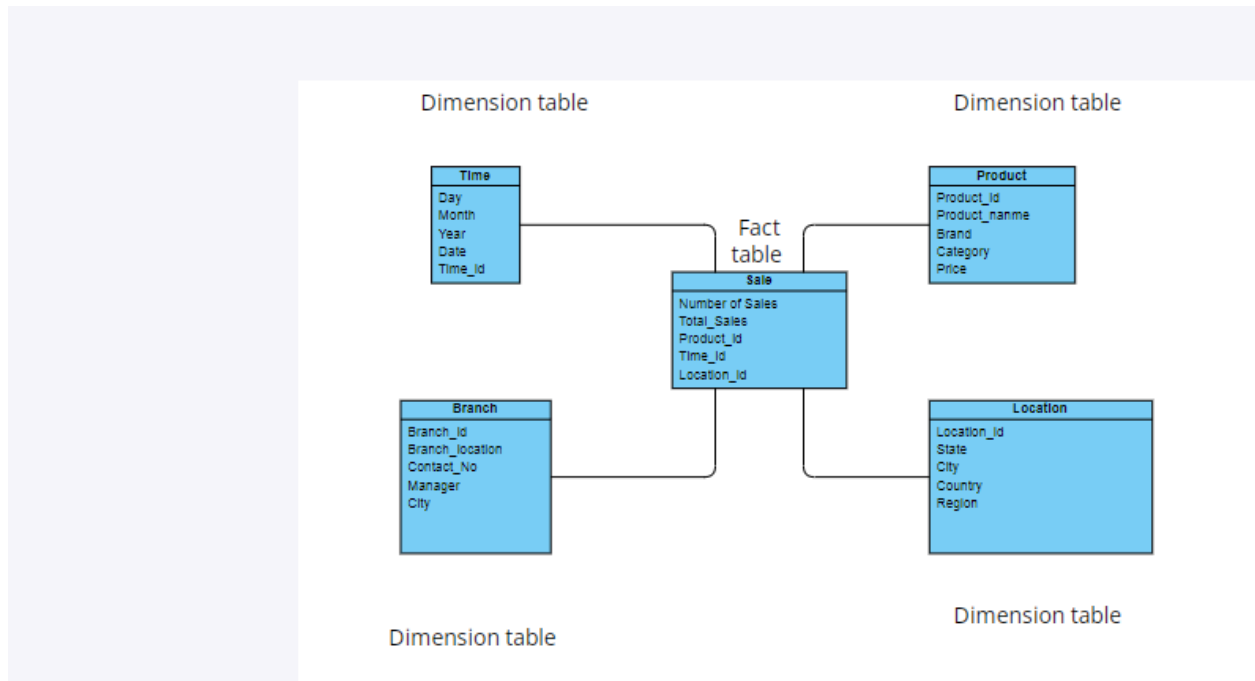 Dimension table
Dimension table
Time
Day
Month
Year
Date
Time_id
Product
Product_id
Product_nanme
Brand
Category
Price
Fact
table
Sale
Number of Sales
Total_Sales
Product_id
Time_id
Location_id
Branch
Branch_id
Branch_location
Contact_No
Manager
City
Location
Location_id
State
City
Country
Region
Dimension table
Dimension table